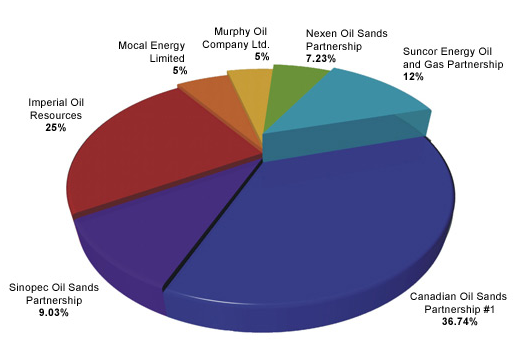 Murphy Oil
Company Ltd.
5%
Nexen Oil Sands
Partnership
7.23%
Mocal Energy
Limited
5%
Suncor Energy Oil
and Gas Partnership
12%
Imperial Oil
Resources
25%
Sinopec Oil Sands
Partnership
9.03%
Canadian Oil Sands
Partnership #1
36.74%